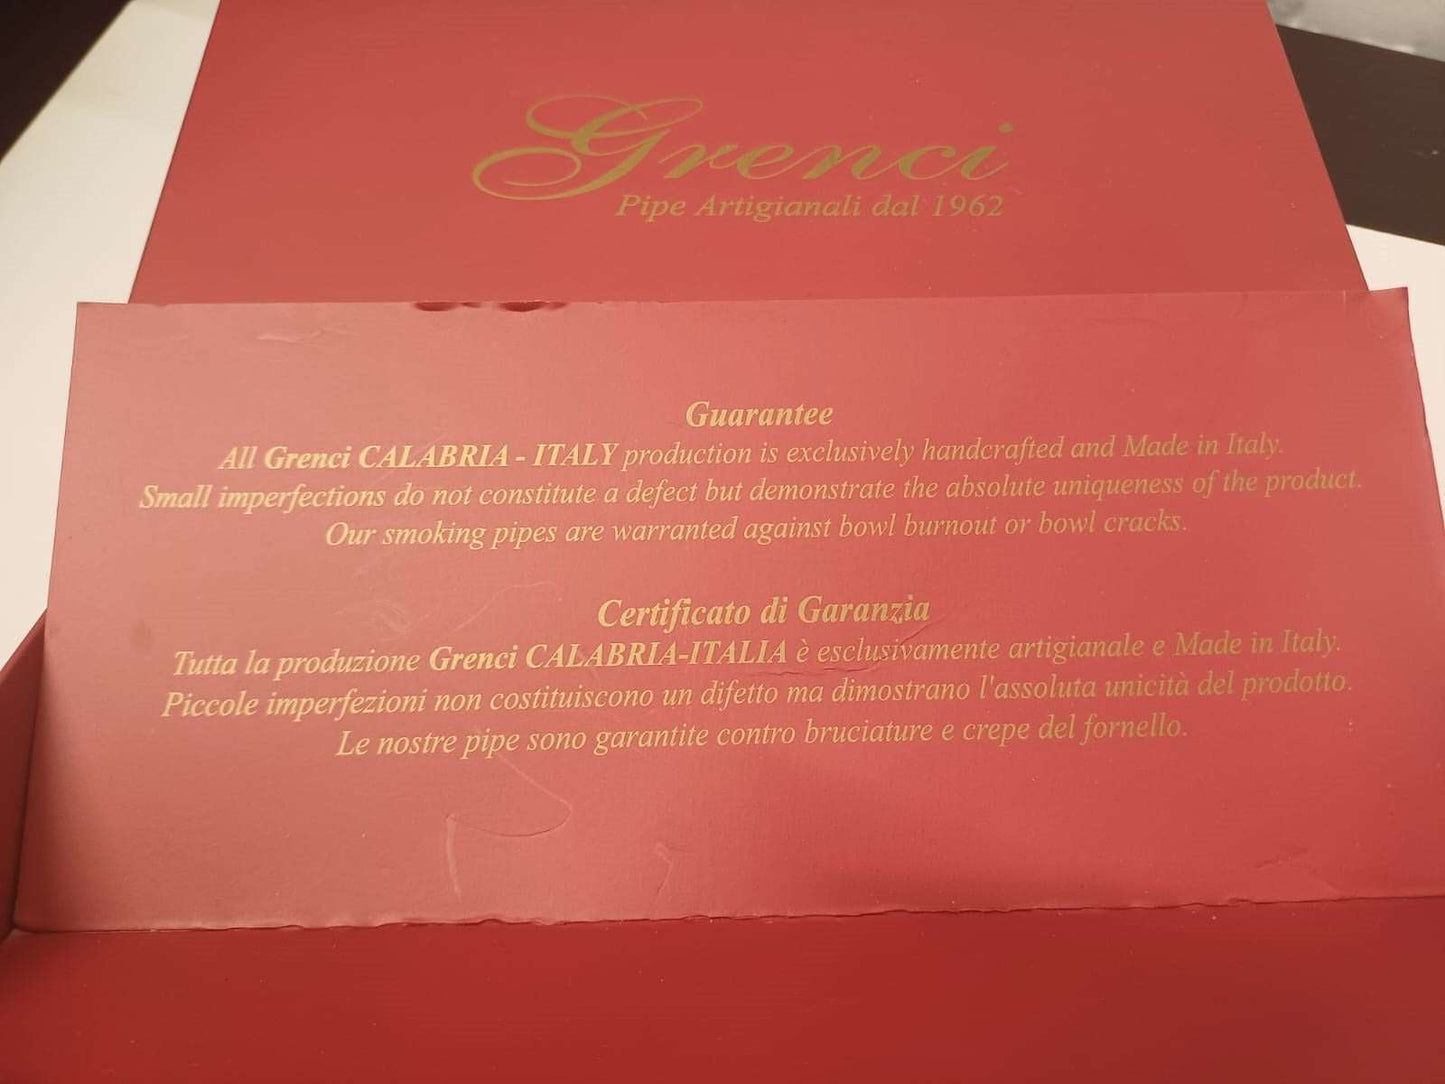 Grenci
Pipe Artigianali dal 1962
Guarantee
All Grenci CALABRIA - ITALY production is exclusively handcrafted and Made in Italy.
Small imperfections do not constitute a defect but demonstrate the absolute uniqueness of the product.
Our smoking pipes are warranted against bowl burnout or bowl cracks.
Certificato di Garanzia
Tutta la produzione Grenci CALABRIA-ITALIA è esclusivamente artigianale e Made in Italy.
Piccole imperfezioni non costituiscono un difetto ma dimostrano l'assoluta unicità del prodotto.
Le nostre pipe sono garantite contro bruciature e crepe del fornello.